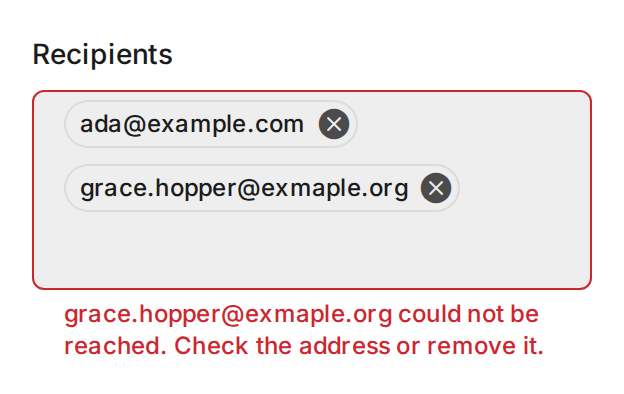 Recipients
ada@example.com
grace.hopper@exmaple.org
grace.hopper@exmaple.org could not be
reached. Check the address or remove it.